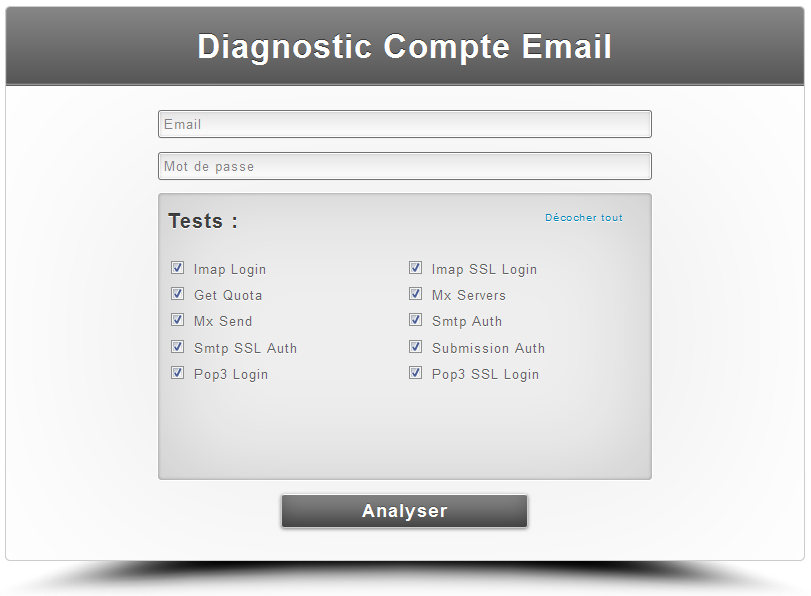 Diagnostic Compte Email
Email
Mot de passe
Tests :
Décocher tout
Imap Login
Imap SSL Login
Get Quota
Mx Servers
Mx Send
Smtp Auth
Smtp SSL Auth
Submission Auth
Pop3 Login
Pop3 SSL Login
Analyser